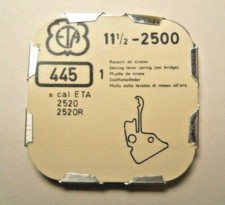 ETA
11½-2500
445
1
= cal ETA
2520
2520R
Ressort de tirette
Setting lever spring (set bridge)
Muelle de tirete
Stellhebelfeder
Molla della levetta di messa all'ora